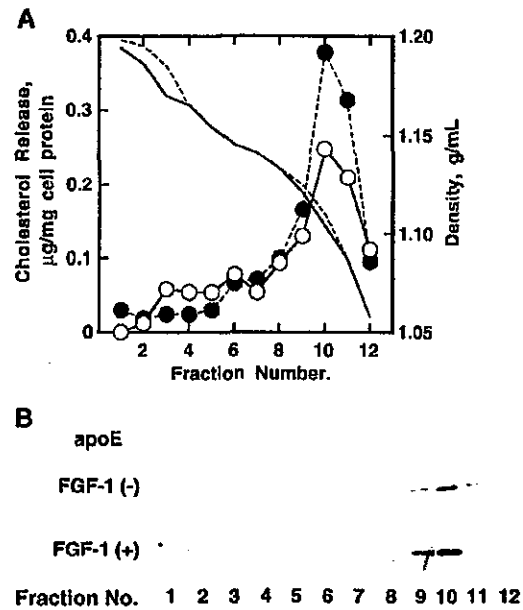 A
Cholesterol Release,
µg/mg cell protein
0.4
0.3
0.2
0.1
0
1.20
1.15
1.10
1.05
Density, g/mL
2 4 6 8 10 12
Fraction Number.
B
apoE
FGF-1 (-)
FGF-1 (+)
Fraction No. 1 2 3 4 5 6 7 8 9 10 11 12